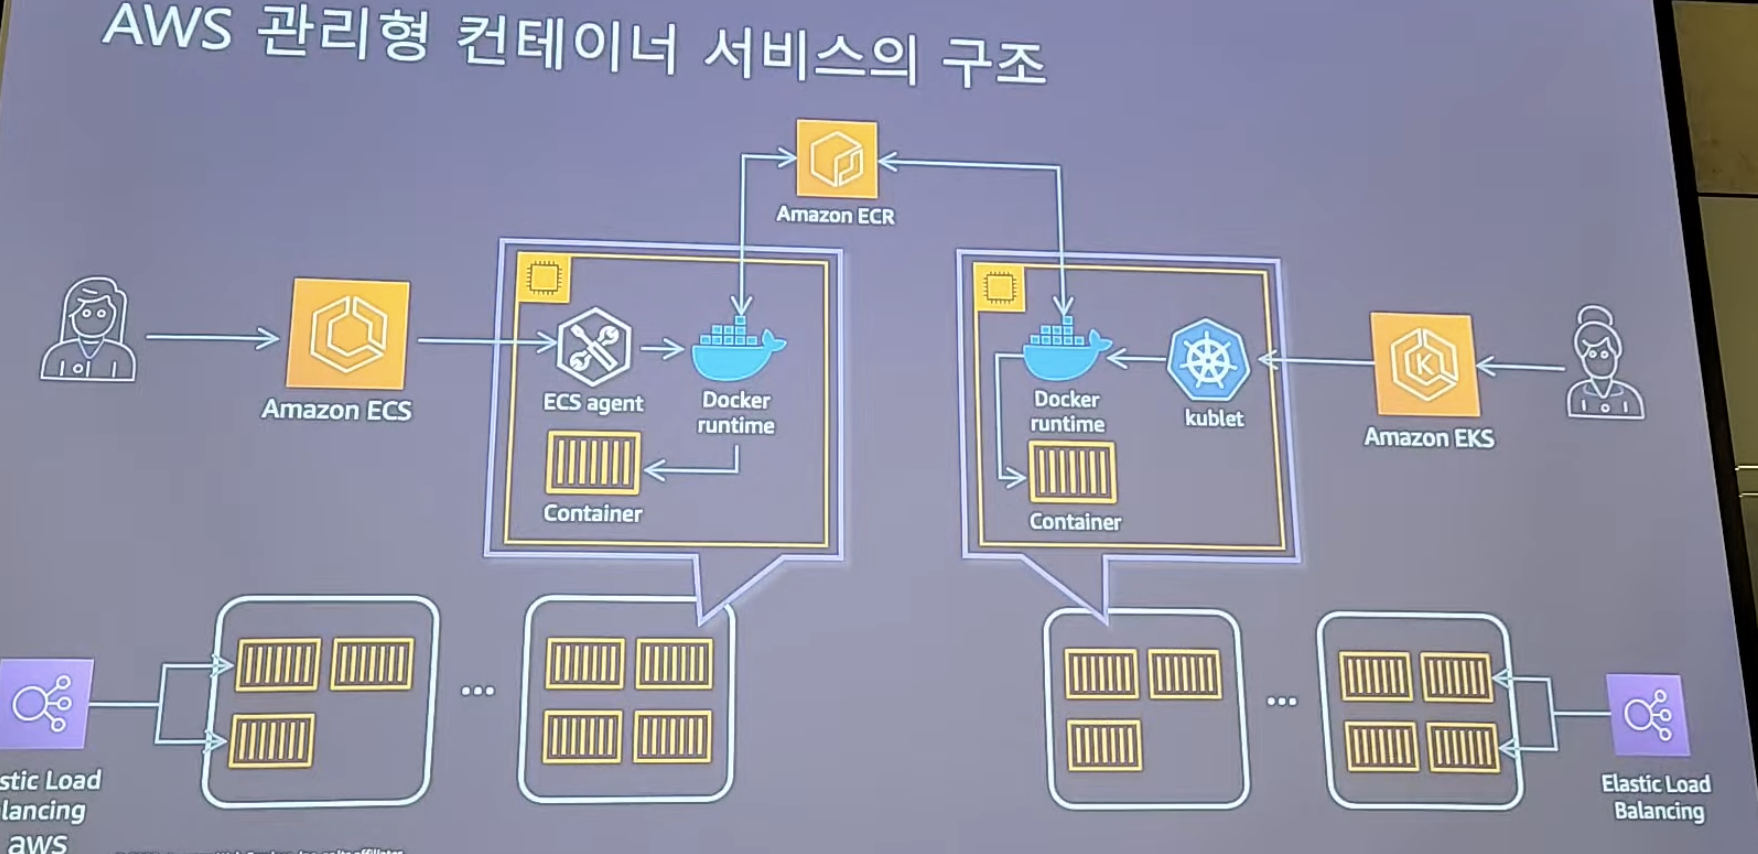 AWS 관리형 컨테이너 서비스의 구조
Amazon ECR
Amazon ECS
ECS agent
Docker
runtime
Container
Docker
runtime
kublet
Container
Amazon EKS
stic Load
lancing
Elastic Load
Balancing
aws